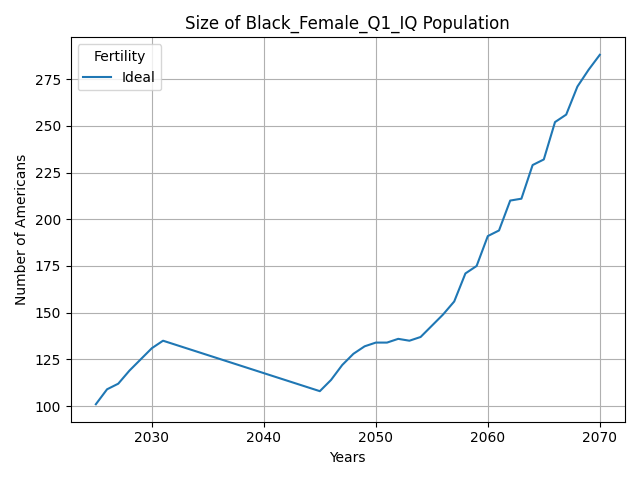 Size of Black_Female_Q1_IQ Population
Fertility
Ideal
Number of Americans
275
250
225
200
175
150
125
100
2030 2040 2050 2060 2070
Years